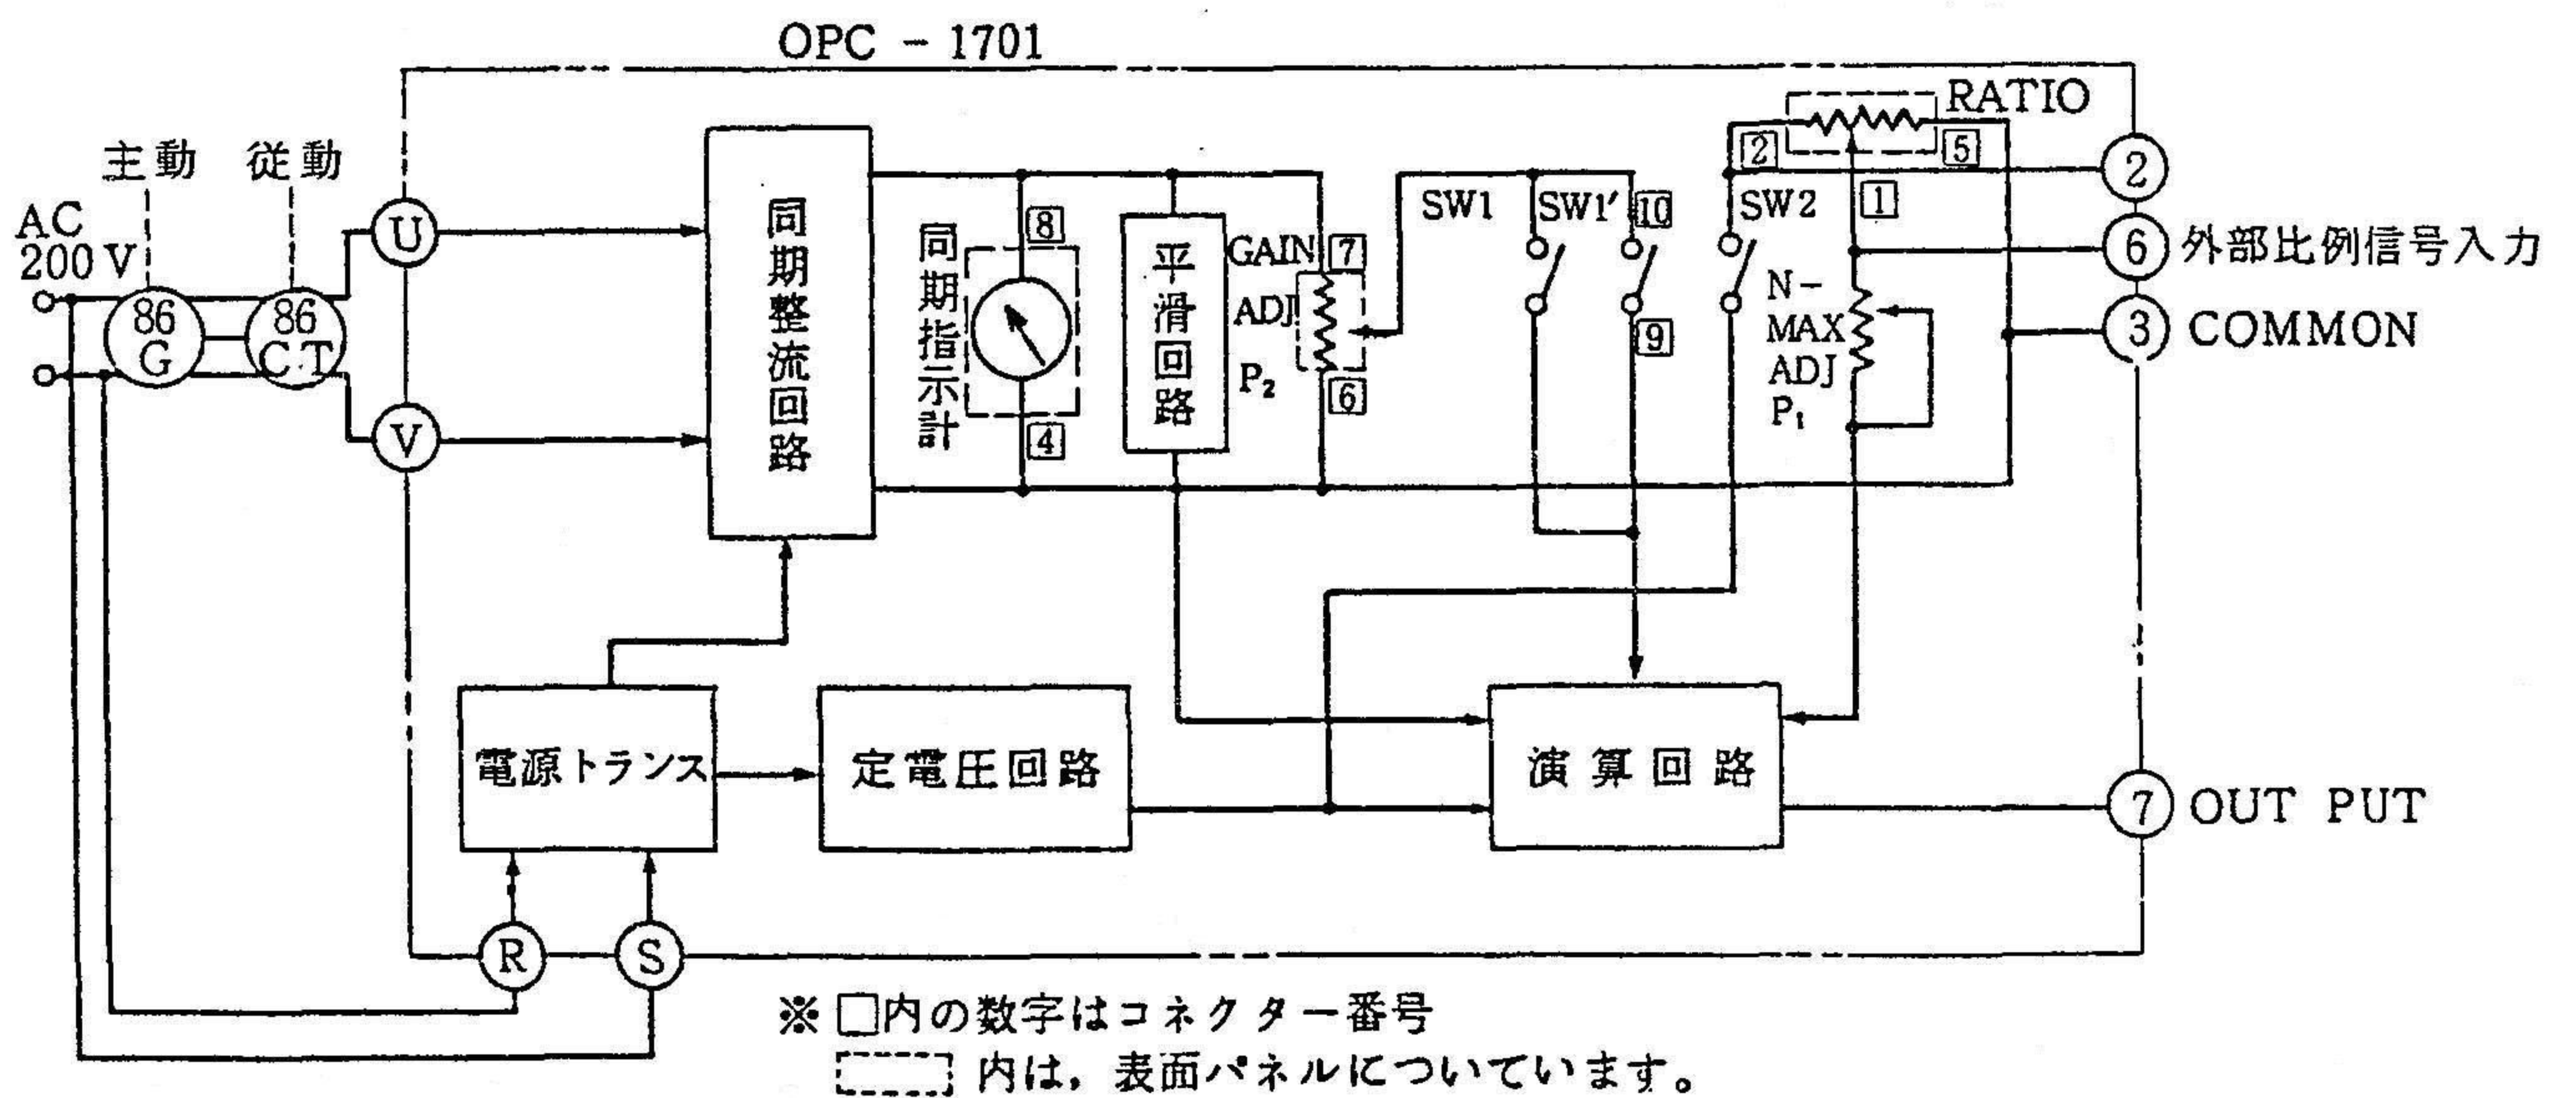 OPC - 1701
主動
従動
AC
200 V
86
G
86
CT
U
V
同期整流回路
同期指示計
8
4
平滑回路
GAIN
ADJ
P₂
7
6
SW1
SW1′
10
9
SW2
2
RATIO
5
1
N-
MAX
ADJ
P₁
2
6 外部比例信号入力
3 COMMON
電源トランス
定電圧回路
演算回路
7 OUT PUT
R
S
※□内の数字はコネクター番号
内は，表面パネルについています。